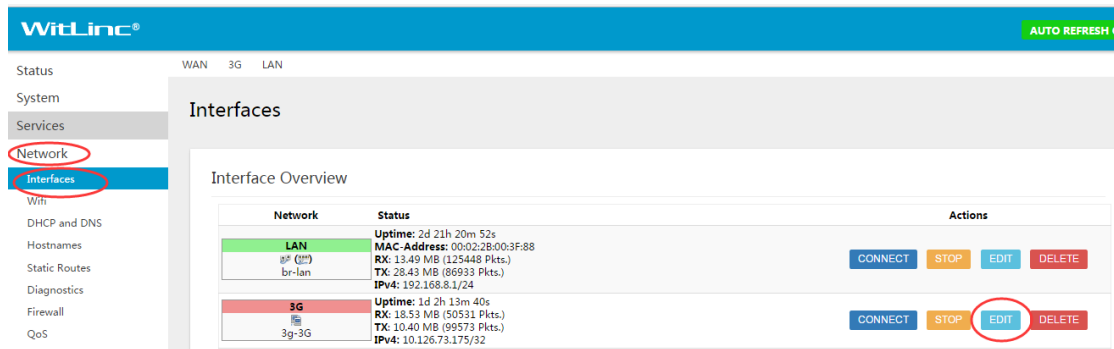 WitLinc®
AUTO REFRESH
Status
System
Services
Network
Interfaces
Wifi
DHCP and DNS
Hostnames
Static Routes
Diagnostics
Firewall
QoS
WAN 3G LAN
Interfaces
Interface Overview
Network Status Actions
LAN
br-lan
Uptime: 2d 21h 20m 52s
MAC-Address: 00:02:2B:00:3F:88
RX: 13.49 MB (125448 Pkts.)
TX: 28.43 MB (86933 Pkts.)
IPv4: 192.168.8.1/24
CONNECT STOP EDIT DELETE
3G
3g-3G
Uptime: 1d 2h 13m 40s
RX: 18.53 MB (50531 Pkts.)
TX: 10.40 MB (99573 Pkts.)
IPv4: 10.126.73.175/32
CONNECT STOP EDIT DELETE